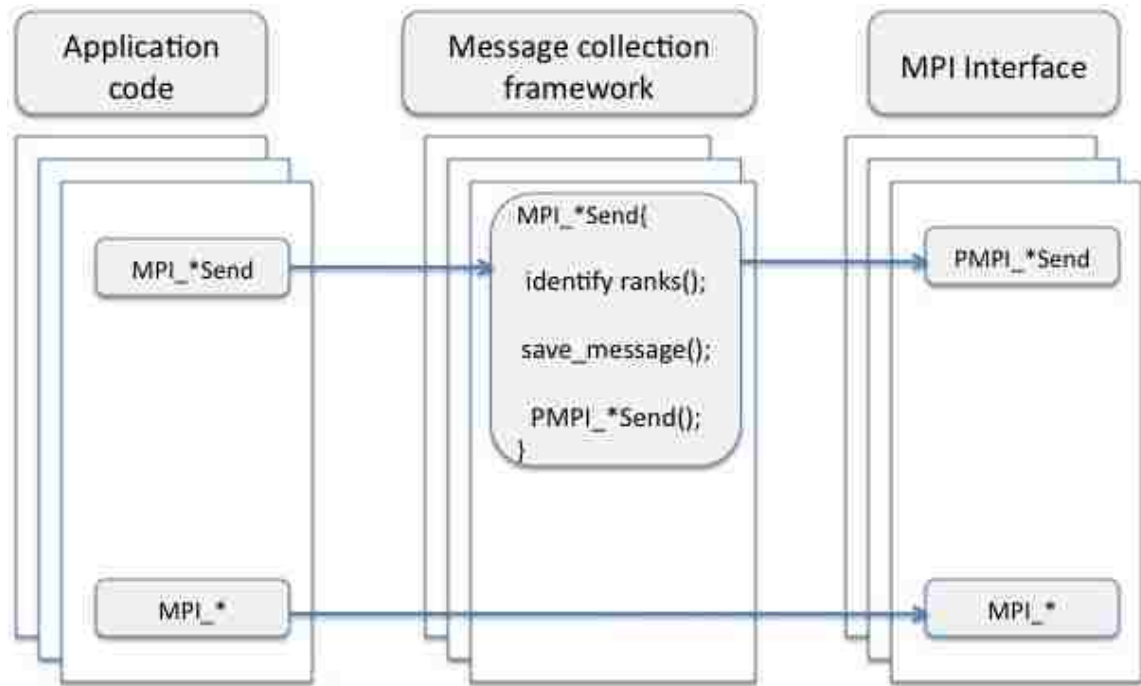 Application
code
Message collection
framework
MPI Interface
MPI_*Send
MPI_*Send{
identify ranks();
save_message();
PMPI_*Send();
}
PMPI_*Send
MPI_*
MPI_*